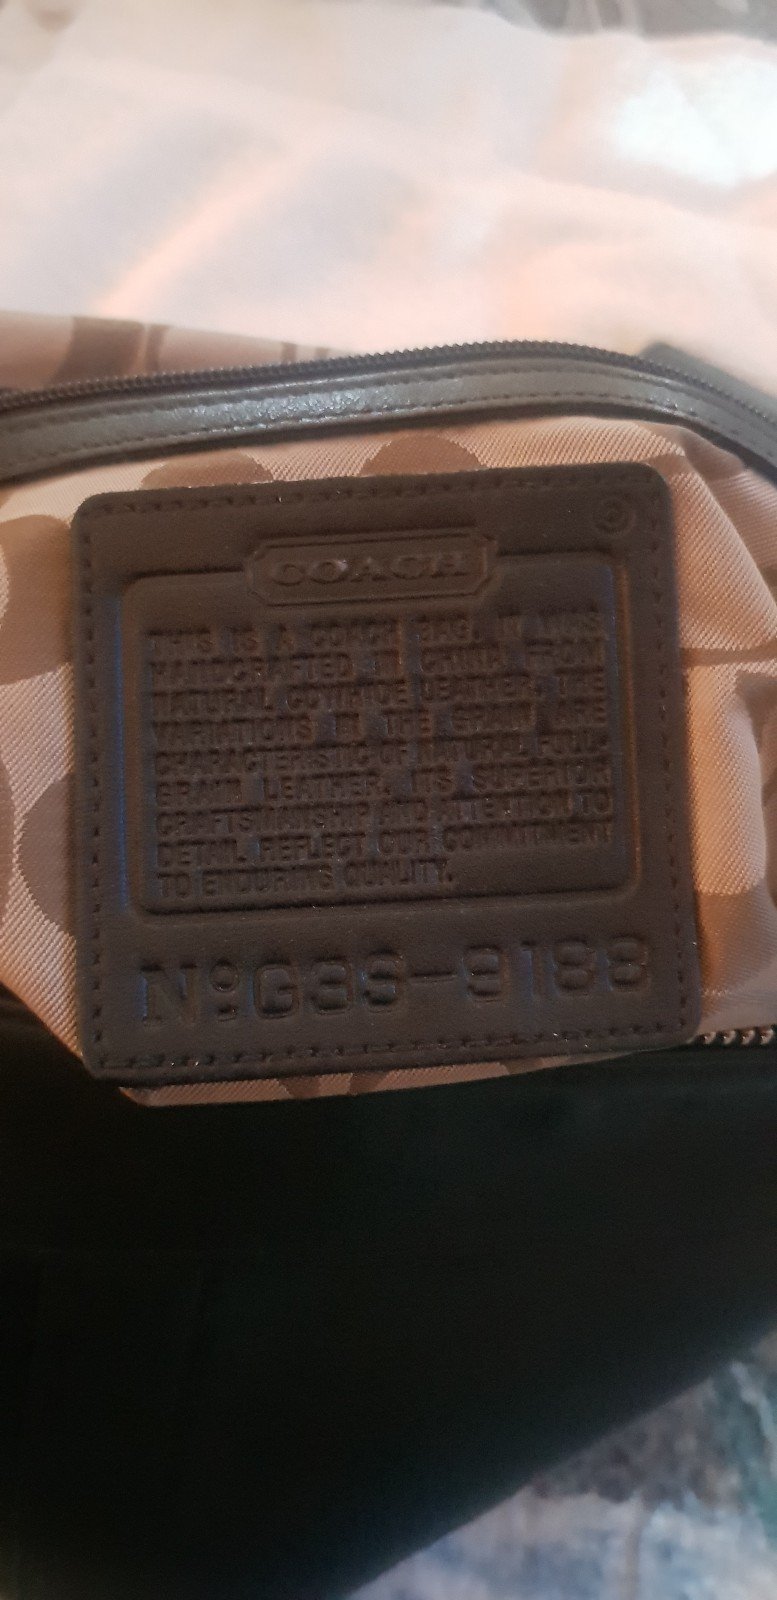 COACH
THIS IS A COACH BAG. IT WAS
HANDCRAFTED IN CHINA FROM
NATURAL COWHIDE LEATHER. THE
VARIATIONS IN THE GRAIN ARE
CHARACTERISTIC OF NATURAL FULL-
GRAIN LEATHER. ITS SUPERIOR
CRAFTSMANSHIP AND ATTENTION TO
DETAIL REFLECT OUR COMMITMENT
TO ENDURING QUALITY.
Nº G3S-9188